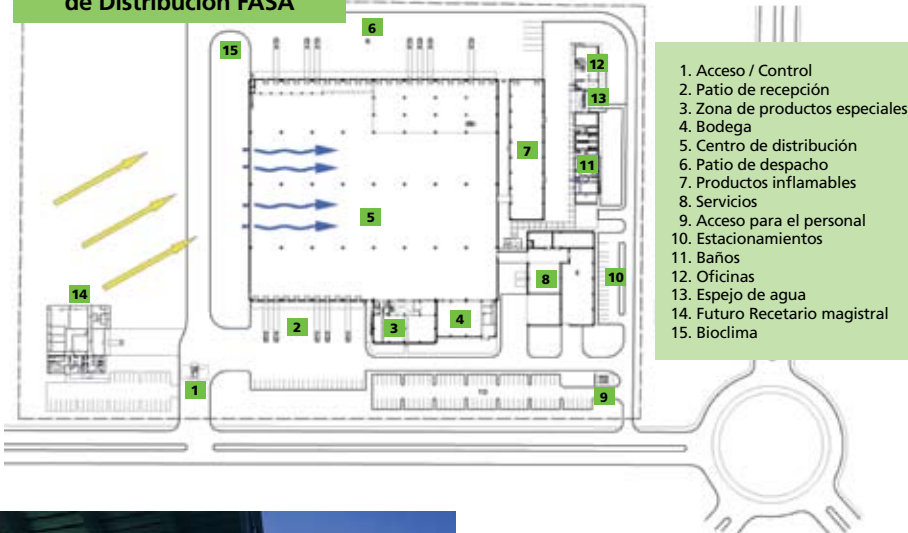 de Distribución FASA
15
6
12
13
7
11
5
14
8
10
2
3
4
1
9
1. Acceso / Control
2. Patio de recepción
3. Zona de productos especiales
4. Bodega
5. Centro de distribución
6. Patio de despacho
7. Productos inflamables
8. Servicios
9. Acceso para el personal
10. Estacionamientos
11. Baños
12. Oficinas
13. Espejo de agua
14. Futuro Recetario magistral
15. Bioclima